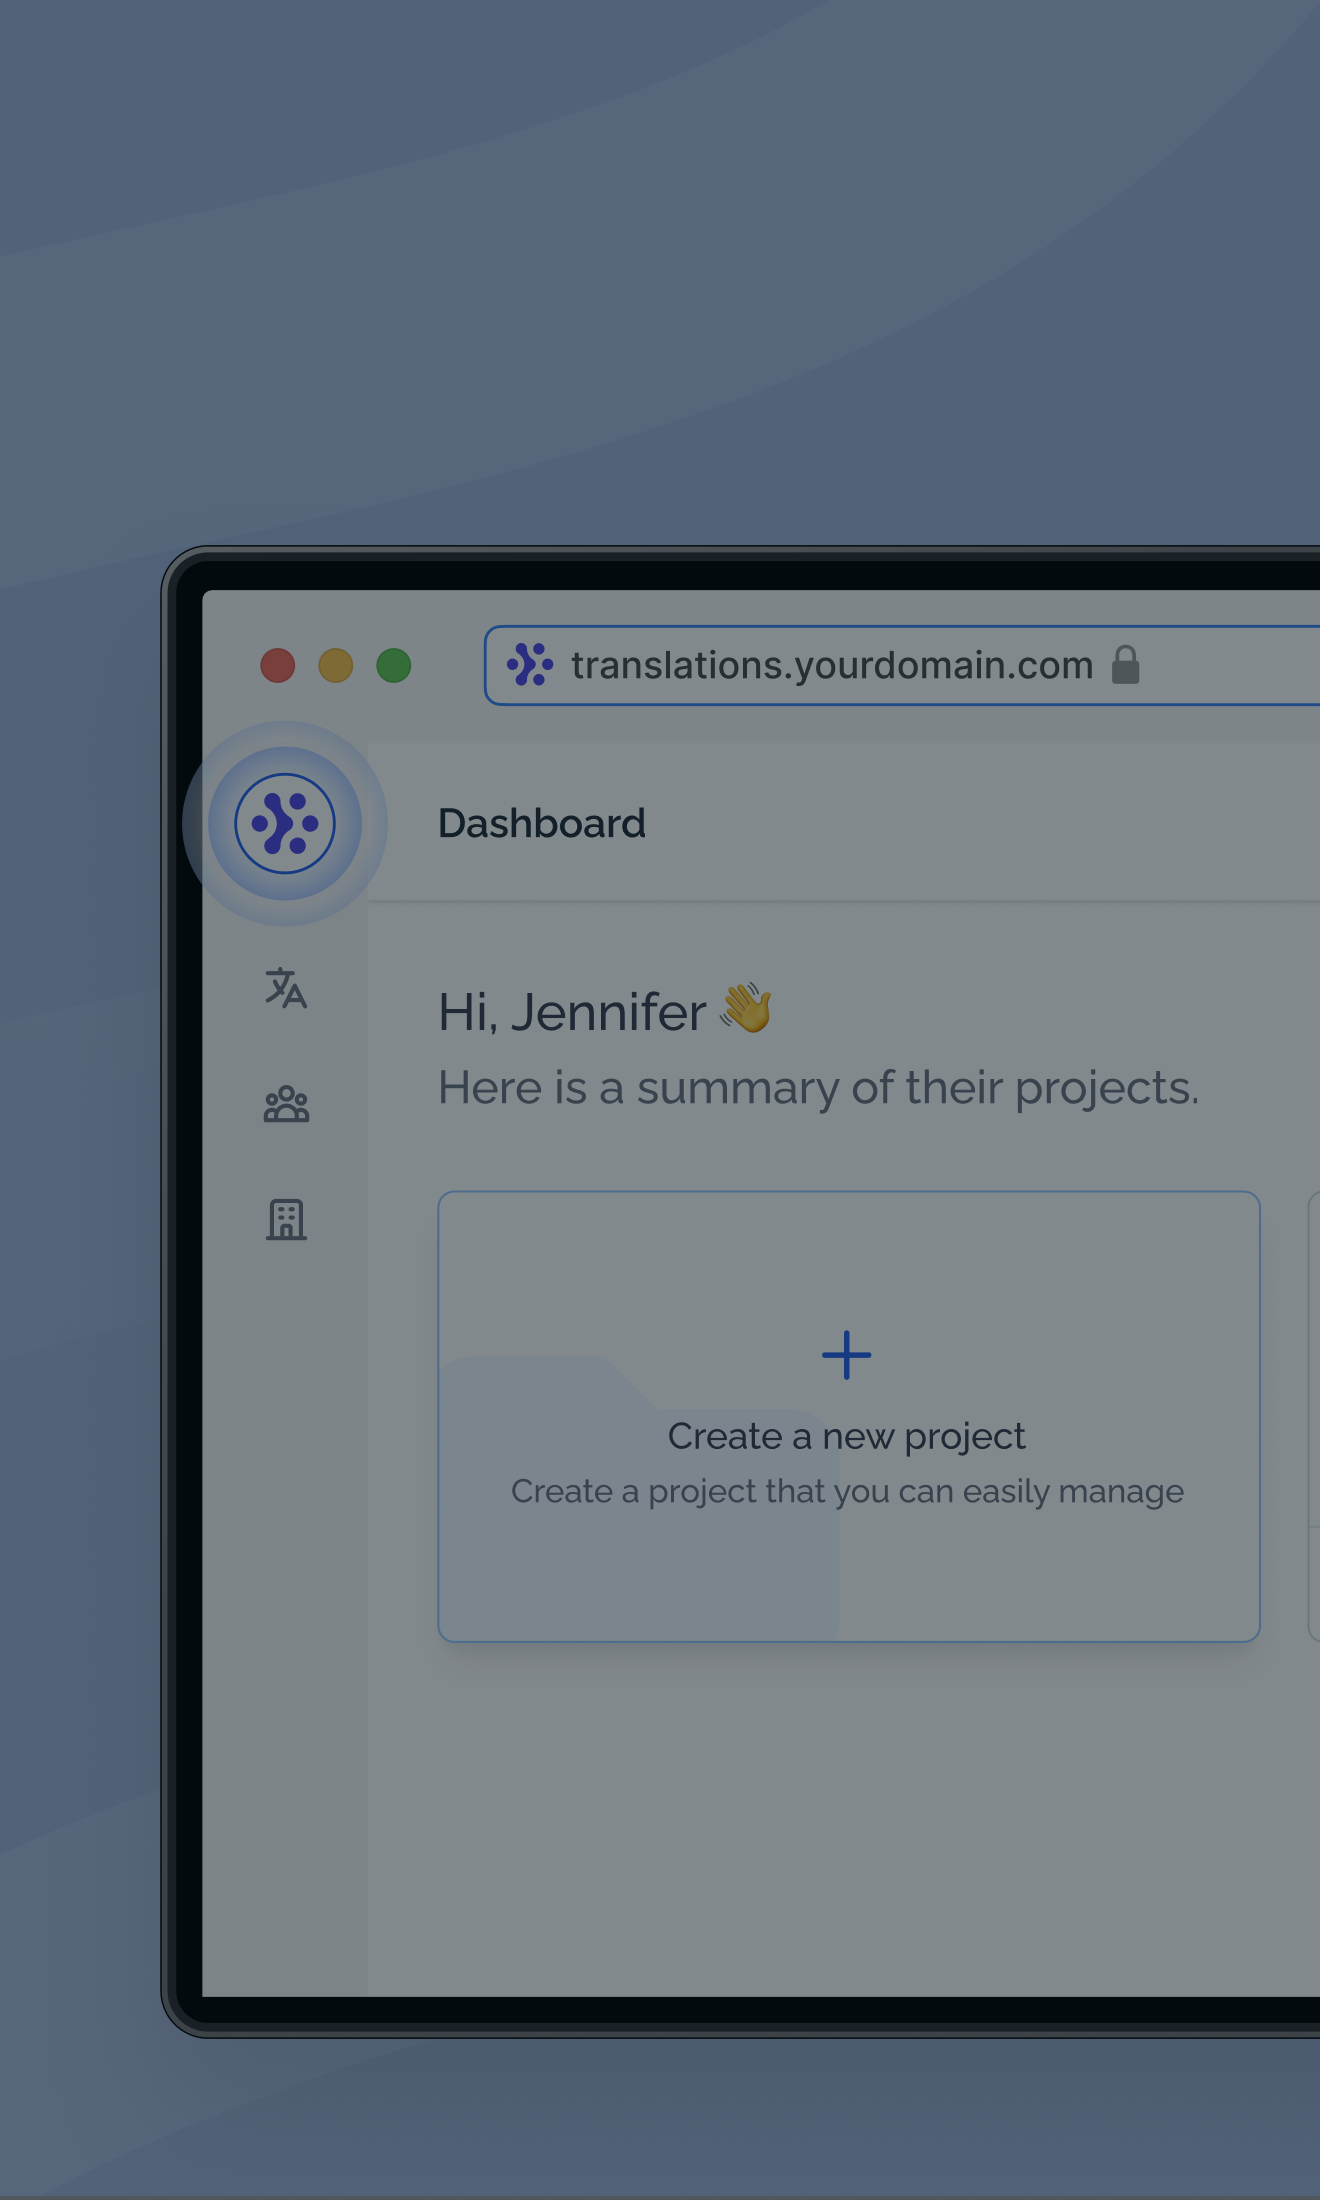 translations.yourdomain.com
Dashboard
Hi, Jennifer 👋
Here is a summary of their projects.
Create a new project
Create a project that you can easily manage